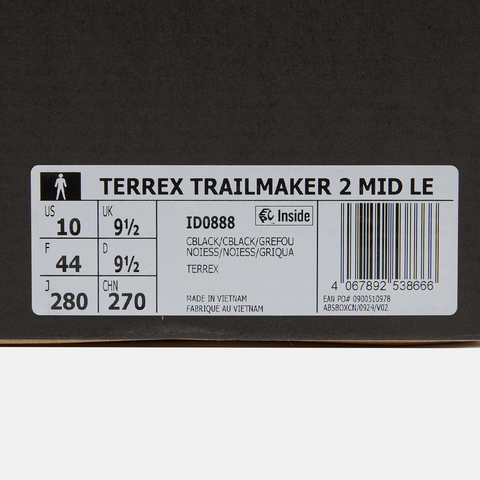 TERREX TRAILMAKER 2 MID LE
US 10 UK 9½
F 44 D 9½
J 280 CHN 270
ID0888 Inside
CBLACK/CBLACK/GREFOU
NOIESS/NOIESS/GRIQUA
TERREX
MADE IN VIETNAM
FABRIQUE AU VIETNAM
4 067892 538666
EAN PO# 0900510978
ABSBOXCN/0924/V02